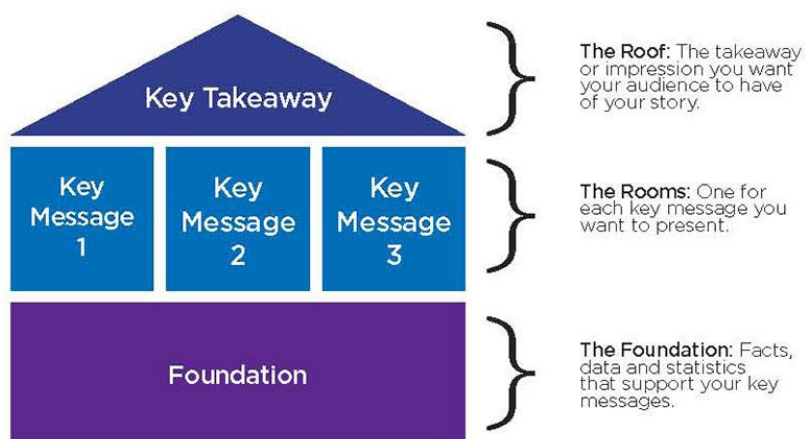 Key Takeaway
The Roof: The takeaway
or impression you want
your audience to have
of your story.
Key
Message
1
Key
Message
2
Key
Message
3
The Rooms: One for
each key message you
want to present.
Foundation
The Foundation: Facts,
data and statistics
that support your key
messages.